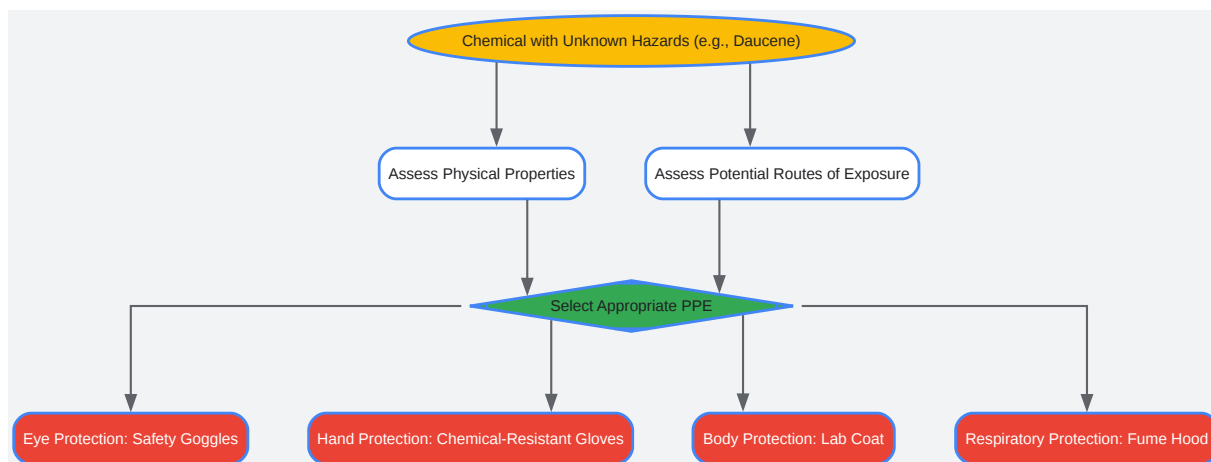 Chemical with Unknown Hazards (e.g., Daucene)
Assess Physical Properties
Assess Potential Routes of Exposure
Select Appropriate PPE
Eye Protection: Safety Goggles
Hand Protection: Chemical-Resistant Gloves
Body Protection: Lab Coat
Respiratory Protection: Fume Hood